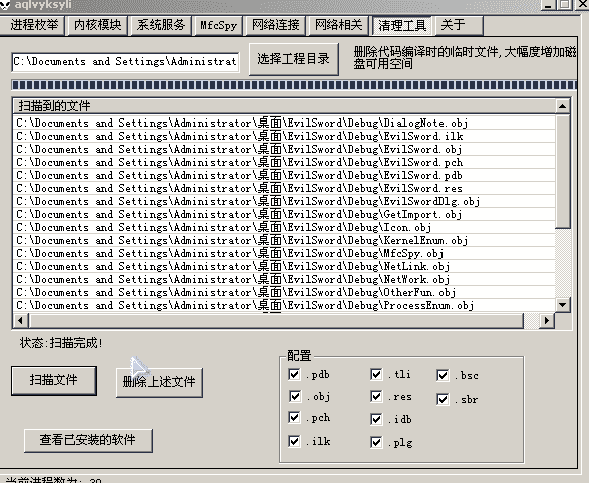 aqlvyksyli
进程枚举 内核模块 系统服务 MfcSpy 网络连接 网络相关 清理工具 关于
C:\Documents and Settings\Administrat
选择工程目录
删除代码编译时的临时文件,大幅度增加磁
盘可用空间
扫描到的文件
C:\Documents and Settings\Administrator\桌面\EvilSword\Debug\DialogNote.obj
C:\Documents and Settings\Administrator\桌面\EvilSword\Debug\EvilSword.ilk
C:\Documents and Settings\Administrator\桌面\EvilSword\Debug\EvilSword.obj
C:\Documents and Settings\Administrator\桌面\EvilSword\Debug\EvilSword.pch
C:\Documents and Settings\Administrator\桌面\EvilSword\Debug\EvilSword.pdb
C:\Documents and Settings\Administrator\桌面\EvilSword\Debug\EvilSword.res
C:\Documents and Settings\Administrator\桌面\EvilSword\Debug\EvilSwordDlg.obj
C:\Documents and Settings\Administrator\桌面\EvilSword\Debug\GetImport.obj
C:\Documents and Settings\Administrator\桌面\EvilSword\Debug\Icon.obj
C:\Documents and Settings\Administrator\桌面\EvilSword\Debug\KernelEnum.obj
C:\Documents and Settings\Administrator\桌面\EvilSword\Debug\MfcSpy.obj
C:\Documents and Settings\Administrator\桌面\EvilSword\Debug\NetLink.obj
C:\Documents and Settings\Administrator\桌面\EvilSword\Debug\NetWork.obj
C:\Documents and Settings\Administrator\桌面\EvilSword\Debug\OtherFun.obj
C:\Documents and Settings\Administrator\桌面\EvilSword\Debug\ProcessEnum.obj
状态:扫描完成!
扫描文件
删除上述文件
查看已安装的软件
配置
.pdb .tli .bsc
.obj .res .sbr
.pch .idb
.ilk .plg
当前进程数为: 30